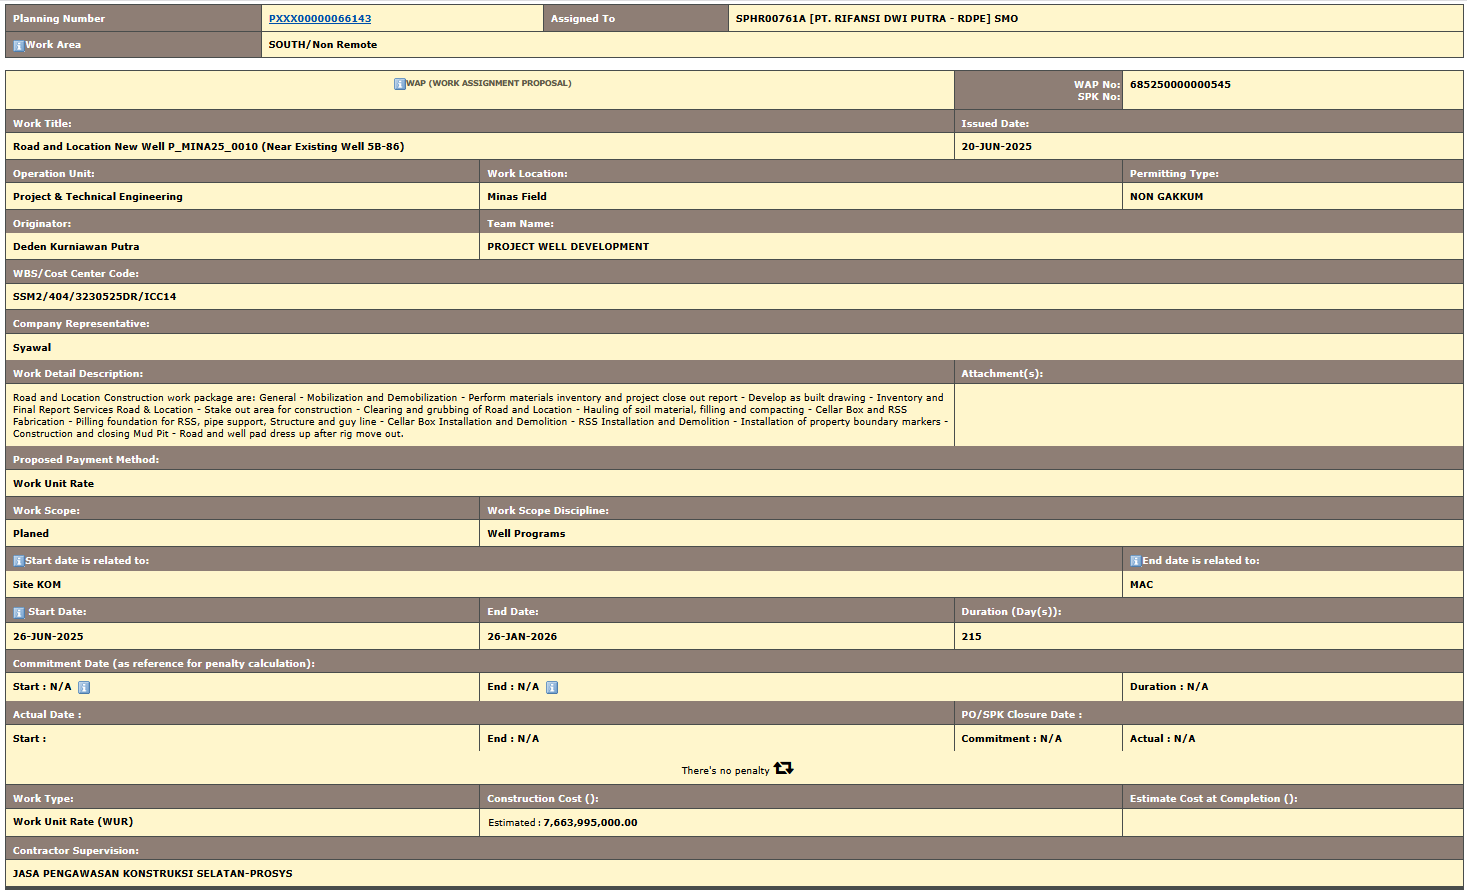 Planning Number PXXX00000066143 Assigned To SPHR00761A [PT. RIFANSI DWI PUTRA - RDPE] SMO
Work Area SOUTH/Non Remote
WAP (WORK ASSIGNMENT PROPOSAL) WAP No: 685250000000545
SPK No:
Work Title: Issued Date:
Road and Location New Well P_MINA25_0010 (Near Existing Well 5B-86) 20-JUN-2025
Operation Unit: Work Location: Permitting Type:
Project & Technical Engineering Minas Field NON GAKKUM
Originator: Team Name:
Deden Kurniawan Putra PROJECT WELL DEVELOPMENT
WBS/Cost Center Code:
SSM2/404/3230525DR/ICC14
Company Representative:
Syawal
Work Detail Description: Attachment(s):
Road and Location Construction work package are: General - Mobilization and Demobilization - Perform materials inventory and project close out report - Develop as built drawing - Inventory and
Final Report Services Road & Location - Stake out area for construction - Clearing and grubbing of Road and Location - Hauling of soil material, filling and compacting - Cellar Box and RSS
Fabrication - Pilling foundation for RSS, pipe support, Structure and guy line - Cellar Box Installation and Demolition - RSS Installation and Demolition - Installation of property boundary markers -
Construction and closing Mud Pit - Road and well pad dress up after rig move out.
Proposed Payment Method:
Work Unit Rate
Work Scope: Work Scope Discipline:
Planed Well Programs
Start date is related to: End date is related to:
Site KOM MAC
Start Date: End Date: Duration (Day(s)):
26-JUN-2025 26-JAN-2026 215
Commitment Date (as reference for penalty calculation):
Start : N/A End : N/A Duration : N/A
Actual Date : PO/SPK Closure Date :
Start : End : N/A Commitment : N/A Actual : N/A
There's no penalty
Work Type: Construction Cost (): Estimate Cost at Completion ():
Work Unit Rate (WUR) Estimated : 7,663,995,000.00
Contractor Supervision:
JASA PENGAWASAN KONSTRUKSI SELATAN-PROSYS